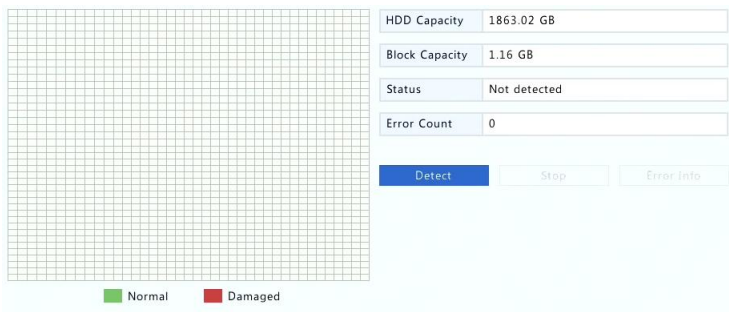 HDD Capacity 1863.02 GB
Block Capacity 1.16 GB
Status Not detected
Error Count 0
Detect Stop Error Info
Normal Damaged